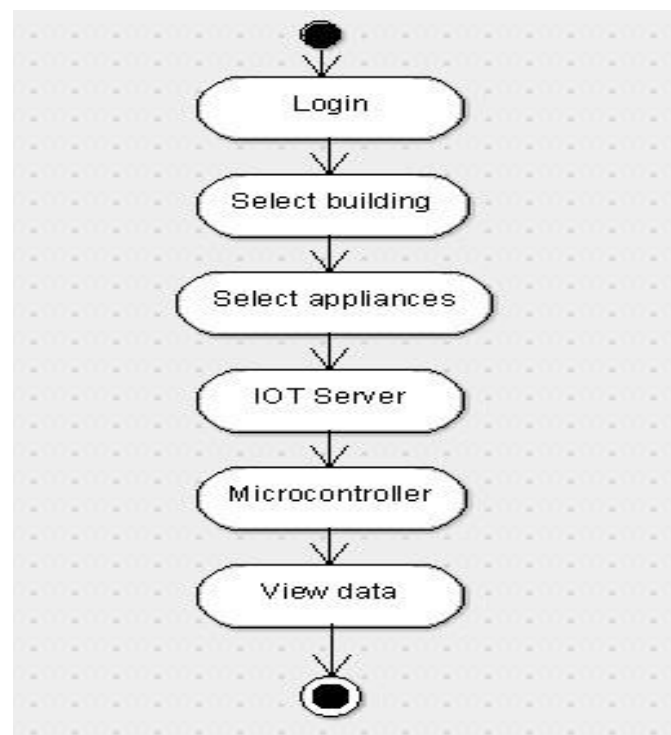 Login
Select building
Select appliances
IOT Server
Microcontroller
View data